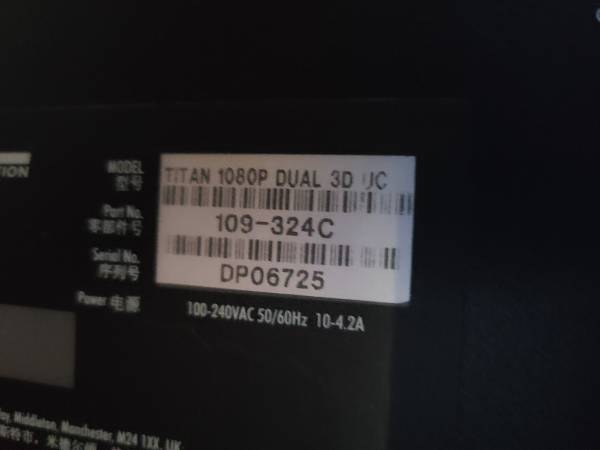 TION
MODEL
型号
TITAN 1080P DUAL 3D UC
Part No.
零部件号
109-324C
Serial No.
序列号
DP06725
Power 电源
100-240VAC 50/60Hz 10-4.2A
Middleton, Manchester, M24 1XX, UK